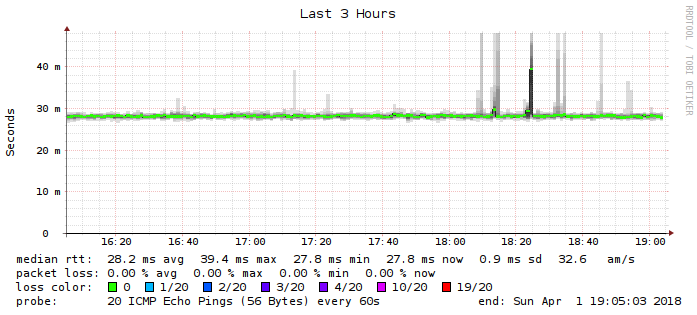 Last 3 Hours
RRDTOOL / TOBI OETIKER
Seconds
40 m
30 m
20 m
10 m
0
16:20 16:40 17:00 17:20 17:40 18:00 18:20 18:40 19:00
median rtt: 28.2 ms avg 39.4 ms max 27.8 ms min 27.8 ms now 0.9 ms sd 32.6 am/s
packet loss: 0.00 % avg 0.00 % max 0.00 % min 0.00 % now
loss color: 0 1/20 2/20 3/20 4/20 10/20 19/20
probe: 20 ICMP Echo Pings (56 Bytes) every 60s end: Sun Apr 1 19:05:03 2018